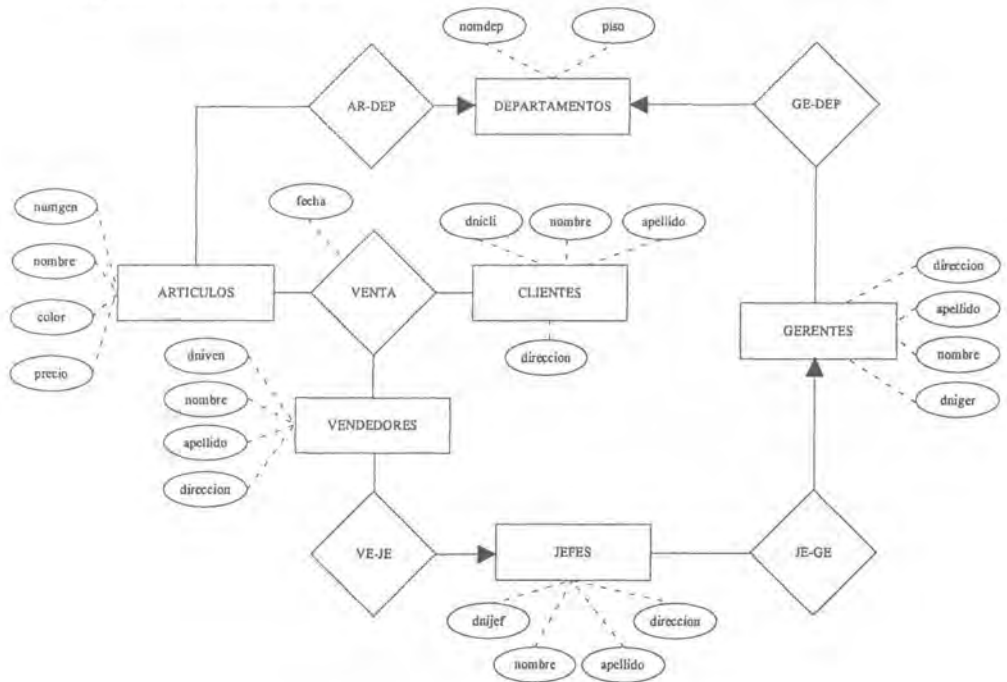 nomdep
piso
AR-DEP
DEPARTAMENTOS
GE-DEP
fecha
numgen
nombre
color
precio
ARTICULOS
VENTA
dnicli
nombre
apellido
CLIENTES
direccion
direccion
apellido
nombre
dniger
GERENTES
dniven
nombre
apellido
direccion
VENDEDORES
VE-JE
JEFES
JE-GE
dnijef
nombre
apellido
direccion